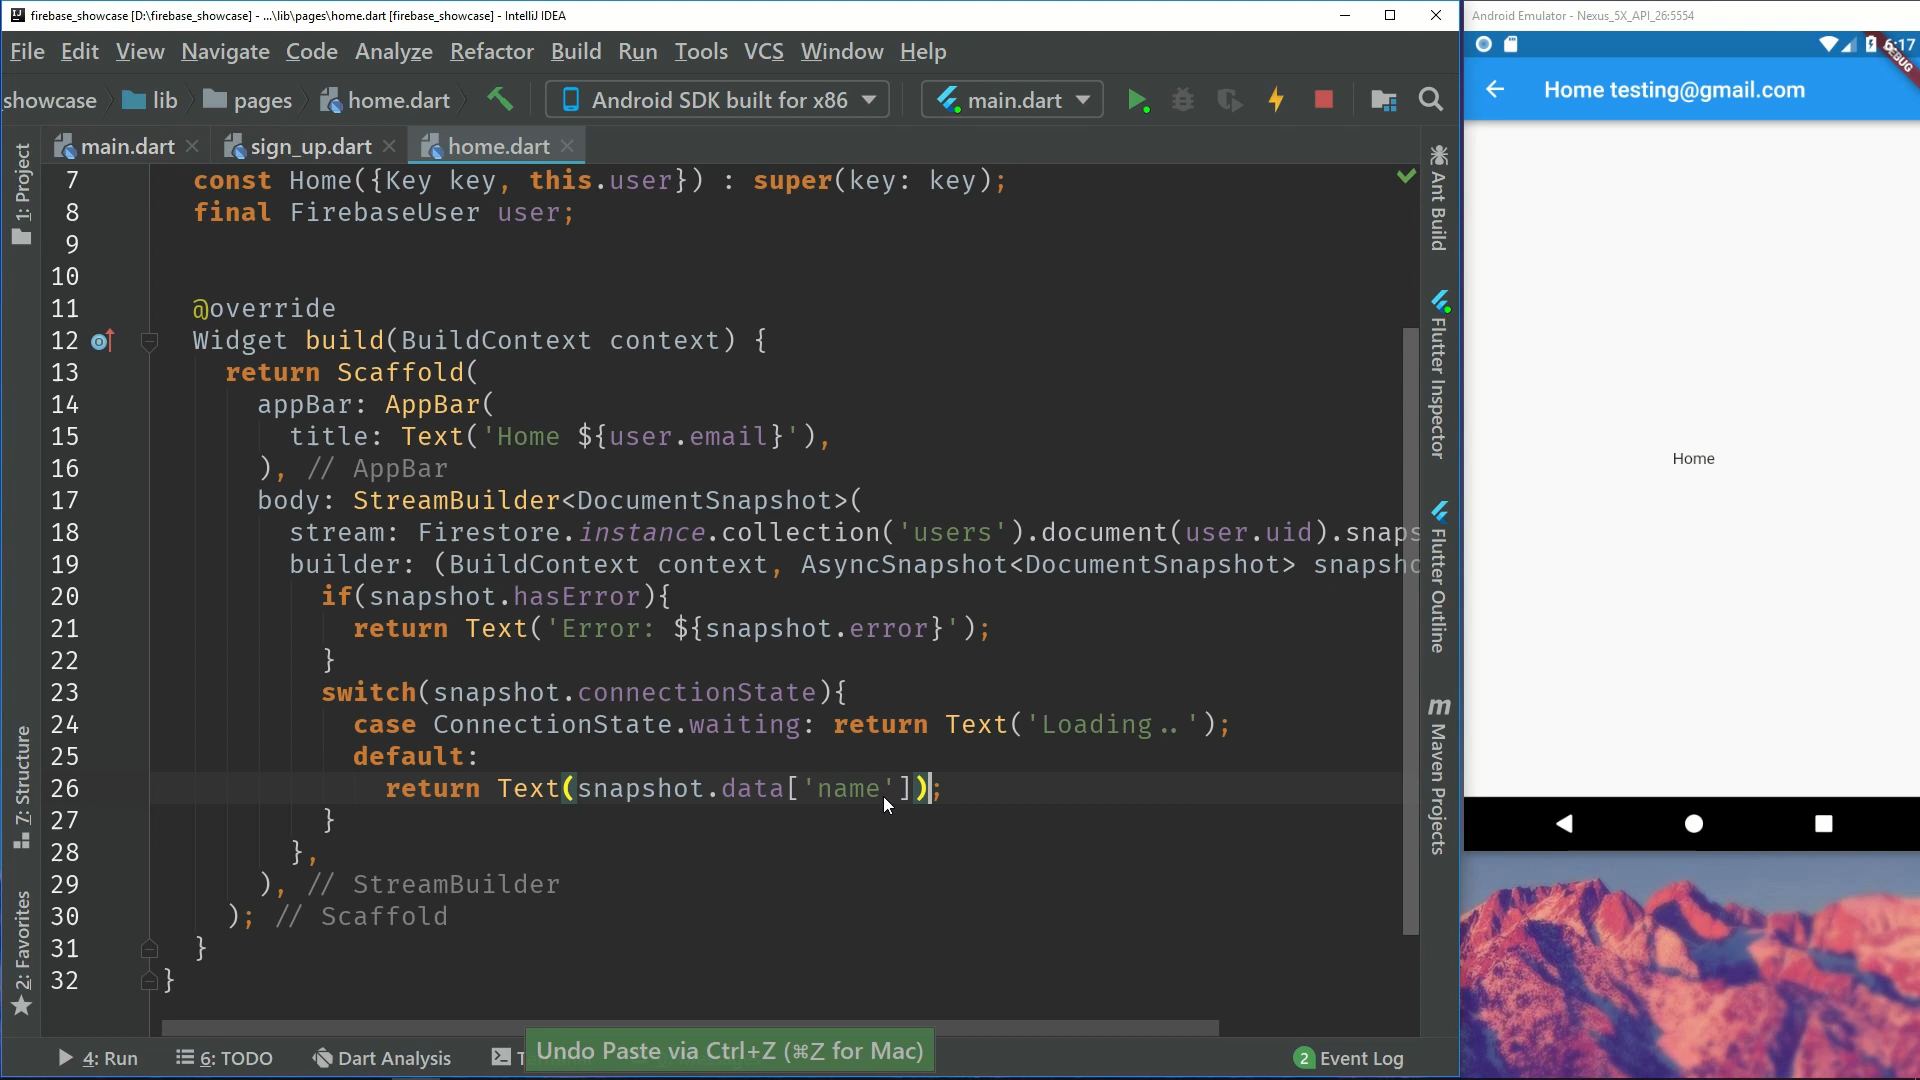 firebase_showcase [D:\firebase_showcase] - ...\lib\pages\home.dart [firebase_showcase] - IntelliJ IDEA
File Edit View Navigate Code Analyze Refactor Build Run Tools VCS Window Help
showcase lib pages home.dart Android SDK built for x86 main.dart
main.dart sign_up.dart home.dart
1: Project
7: Structure
2: Favorites
7 const Home({Key key, this.user}) : super(key: key);
8 final FirebaseUser user;
9
10
11 @override
12 Widget build(BuildContext context) {
13 return Scaffold(
14 appBar: AppBar(
15 title: Text('Home ${user.email}'),
16 ), // AppBar
17 body: StreamBuilder<DocumentSnapshot>(
18 stream: Firestore.instance.collection('users').document(user.uid).snaps
19 builder: (BuildContext context, AsyncSnapshot<DocumentSnapshot> snapsho
20 if(snapshot.hasError){
21 return Text('Error: ${snapshot.error}');
22 }
23 switch(snapshot.connectionState){
24 case ConnectionState.waiting: return Text('Loading..');
25 default:
26 return Text(snapshot.data['name']);
27 }
28 },
29 ), // StreamBuilder
30 ); // Scaffold
31 }
32 }
Ant Build
Flutter Inspector
Flutter Outline
m Maven Projects
4: Run 6: TODO Dart Analysis T
Undo Paste via Ctrl+Z (⌘Z for Mac)
2 Event Log
Android Emulator - Nexus_5X_API_26:5554
6:17
DEBUG
Home testing@gmail.com
Home